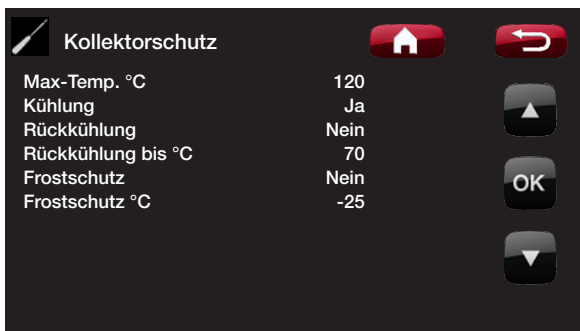 Kollektorschutz
Max-Temp. °C 120
Kühlung Ja
Rückkühlung Nein
Rückkühlung bis °C 70
Frostschutz Nein
Frostschutz °C -25
OK